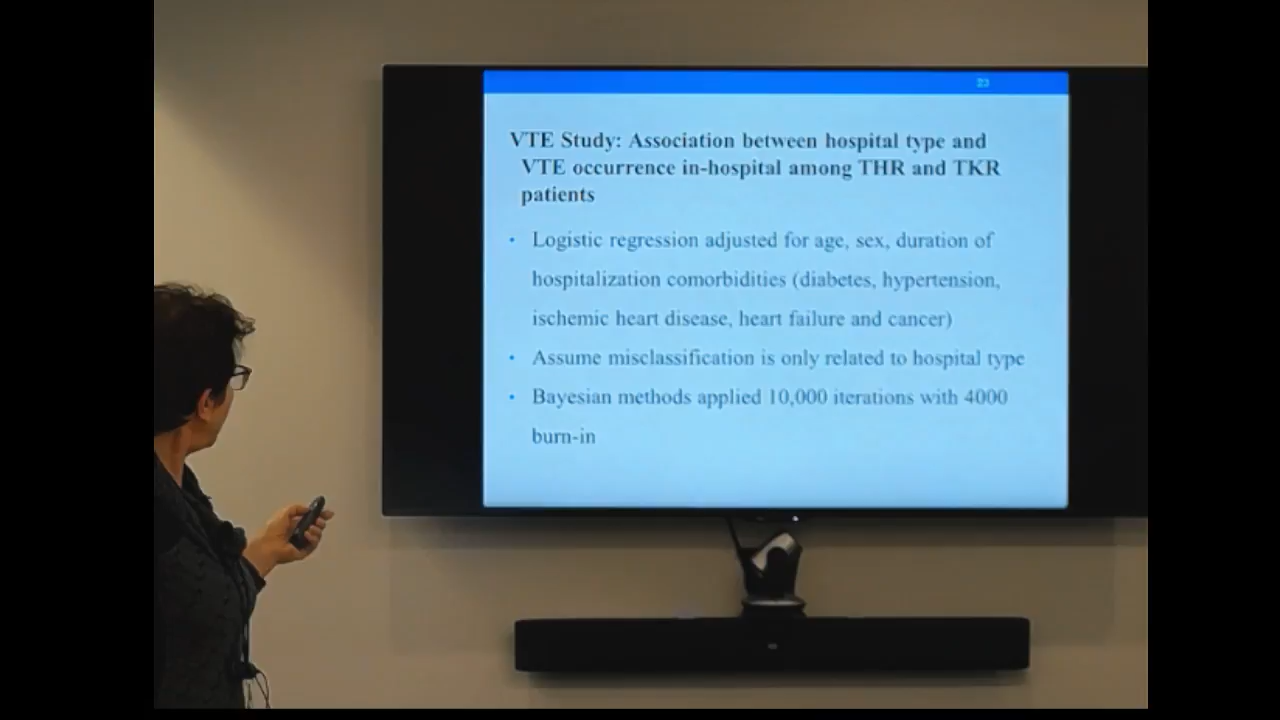 23
VTE Study: Association between hospital type and
VTE occurrence in-hospital among THR and TKR
patients
• Logistic regression adjusted for age, sex, duration of
hospitalization comorbidities (diabetes, hypertension,
ischemic heart disease, heart failure and cancer)
• Assume misclassification is only related to hospital type
• Bayesian methods applied 10,000 iterations with 4000
burn-in